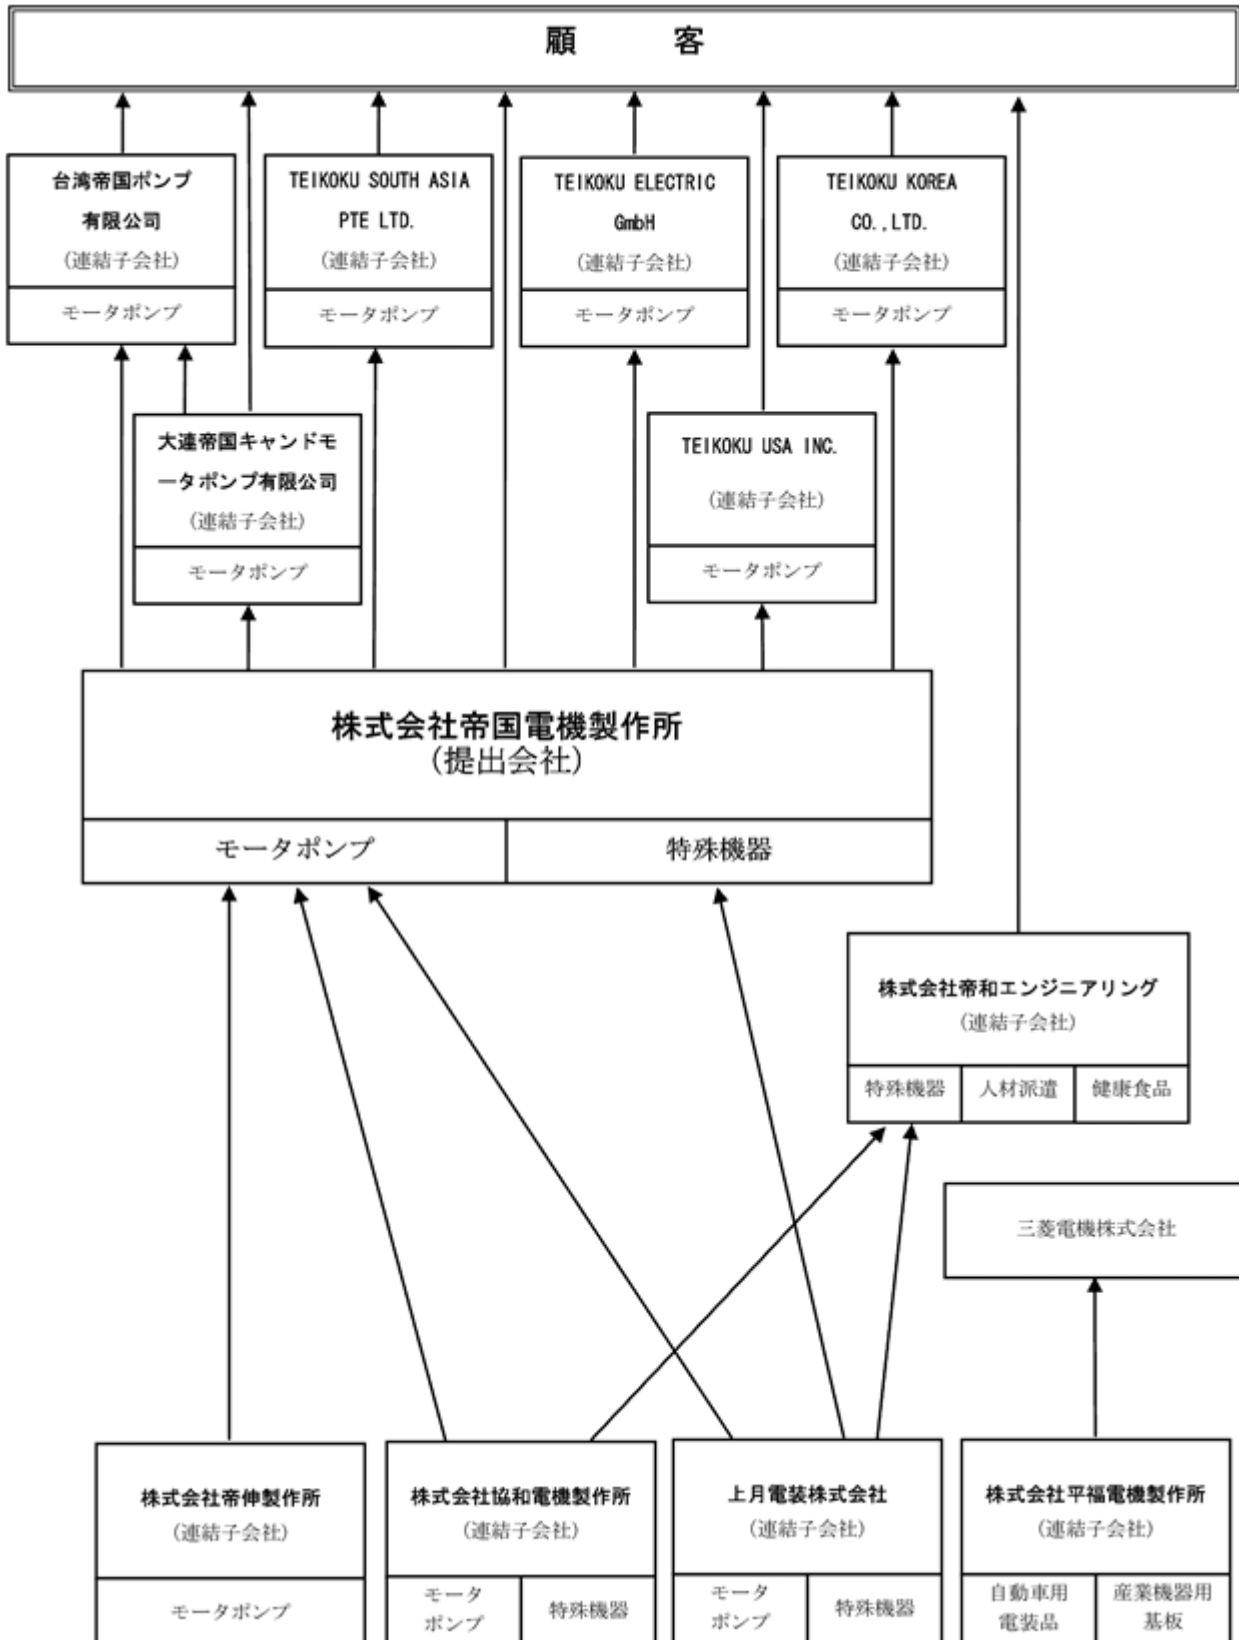 顧 客
台湾帝国ポンプ
有限公司
(連結子会社)
モータポンプ
TEIKOKU SOUTH ASIA
PTE LTD.
(連結子会社)
モータポンプ
TEIKOKU ELECTRIC
GmbH
(連結子会社)
モータポンプ
TEIKOKU KOREA
CO.,LTD.
(連結子会社)
モータポンプ
大連帝国キャンドモ
ータポンプ有限公司
(連結子会社)
モータポンプ
TEIKOKU USA INC.
(連結子会社)
モータポンプ
株式会社帝国電機製作所
(提出会社)
モータポンプ
特殊機器
株式会社帝和エンジニアリング
(連結子会社)
特殊機器
人材派遣
健康食品
三菱電機株式会社
株式会社帝伸製作所
(連結子会社)
モータポンプ
株式会社協和電機製作所
(連結子会社)
モータ
ポンプ
特殊機器
上月電装株式会社
(連結子会社)
モータ
ポンプ
特殊機器
株式会社平福電機製作所
(連結子会社)
自動車用
電装品
産業機器用
基板